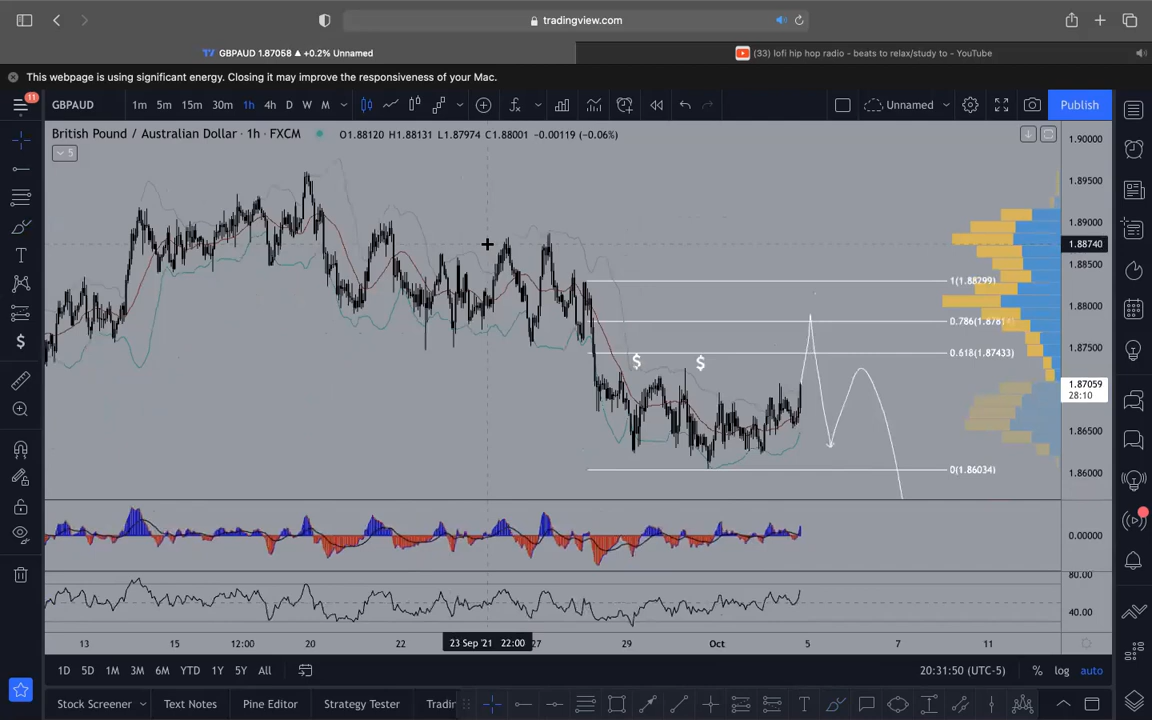 tradingview.com
GBPAUD 1.87058 ▲ +0.2% Unnamed
(33) lofi hip hop radio - beats to relax/study to - YouTube
This webpage is using significant energy. Closing it may improve the responsiveness of your Mac.
11
GBPAUD 1m 5m 15m 30m 1h 4h D W M Unnamed Publish
British Pound / Australian Dollar · 1h · FXCM O1.88120 H1.88131 L1.87974 C1.88001 -0.00119 (-0.06%)
5
1.90000
1.89500
1.89000
1.88740
1.88500
1(1.88299)
1.88000
1.87500
0.618(1.87433)
$ $
1.87059
28:10
1.86500
0(1.86034)
1.86000
0.00000
80.00
40.00
13 15 12:00 20 22 23 Sep '21 22:00 27 29 Oct 5 7 11
1D 5D 1M 3M 6M YTD 1Y 5Y All 20:31:50 (UTC-5) % log auto
Stock Screener Text Notes Pine Editor Strategy Tester Tradin